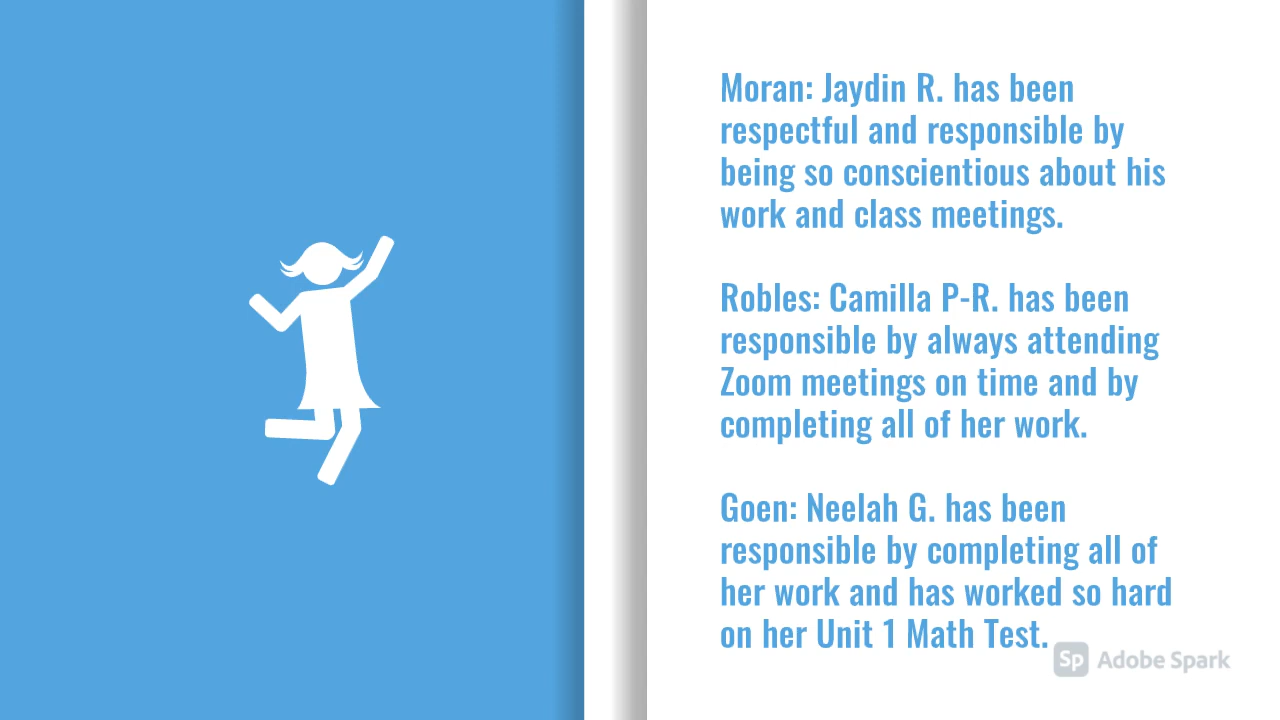 Moran: Jaydin R. has been
respectful and responsible by
being so conscientious about his
work and class meetings.
Robles: Camilla P-R. has been
responsible by always attending
Zoom meetings on time and by
completing all of her work.
Goen: Neelah G. has been
responsible by completing all of
her work and has worked so hard
on her Unit 1 Math Test.
Sp Adobe Spark